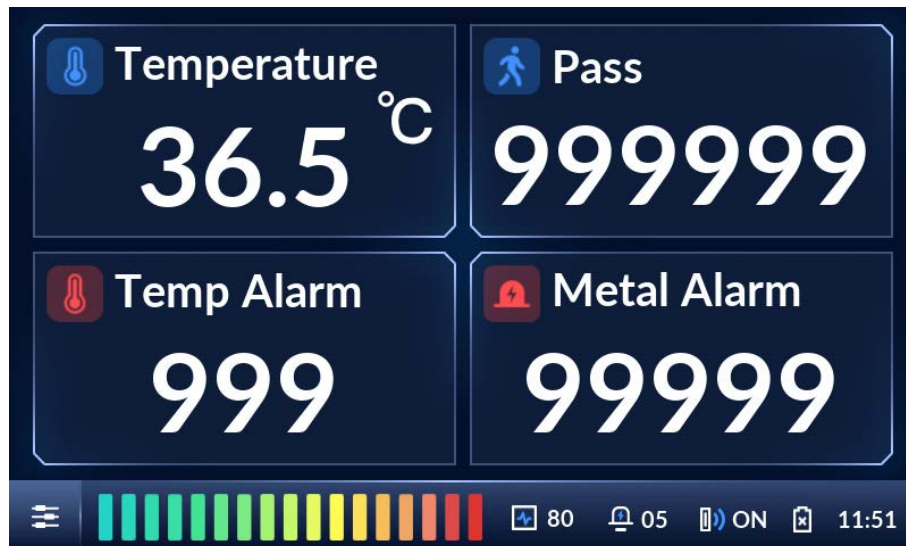 Temperature
36.5 ℃
Pass
999999
Temp Alarm
999
Metal Alarm
99999
80 05 ON 11:51